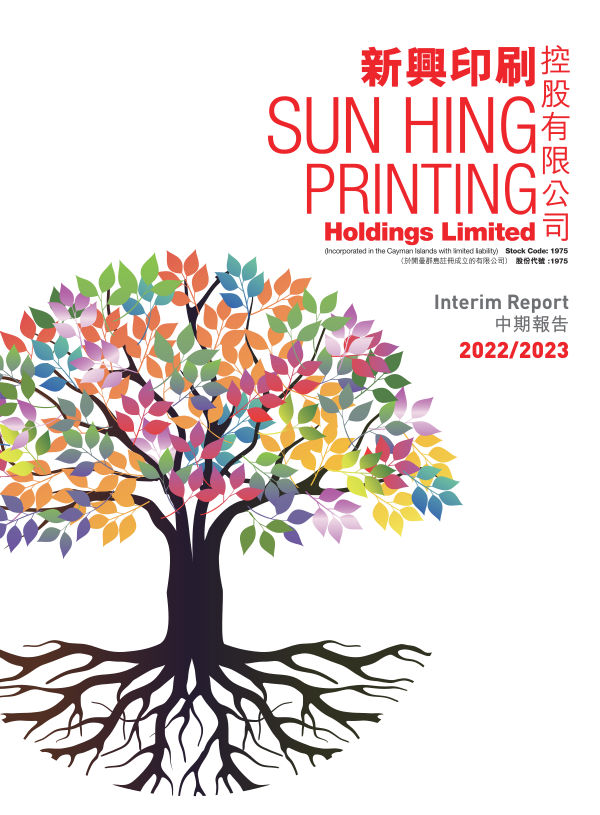 新興印刷
控股有限公司
SUN HING
PRINTING
Holdings Limited
(Incorporated in the Cayman Islands with limited liability) Stock Code: 1975
（於開曼群島註冊成立的有限公司） 股份代號 :1975
Interim Report
中期報告
2022/2023